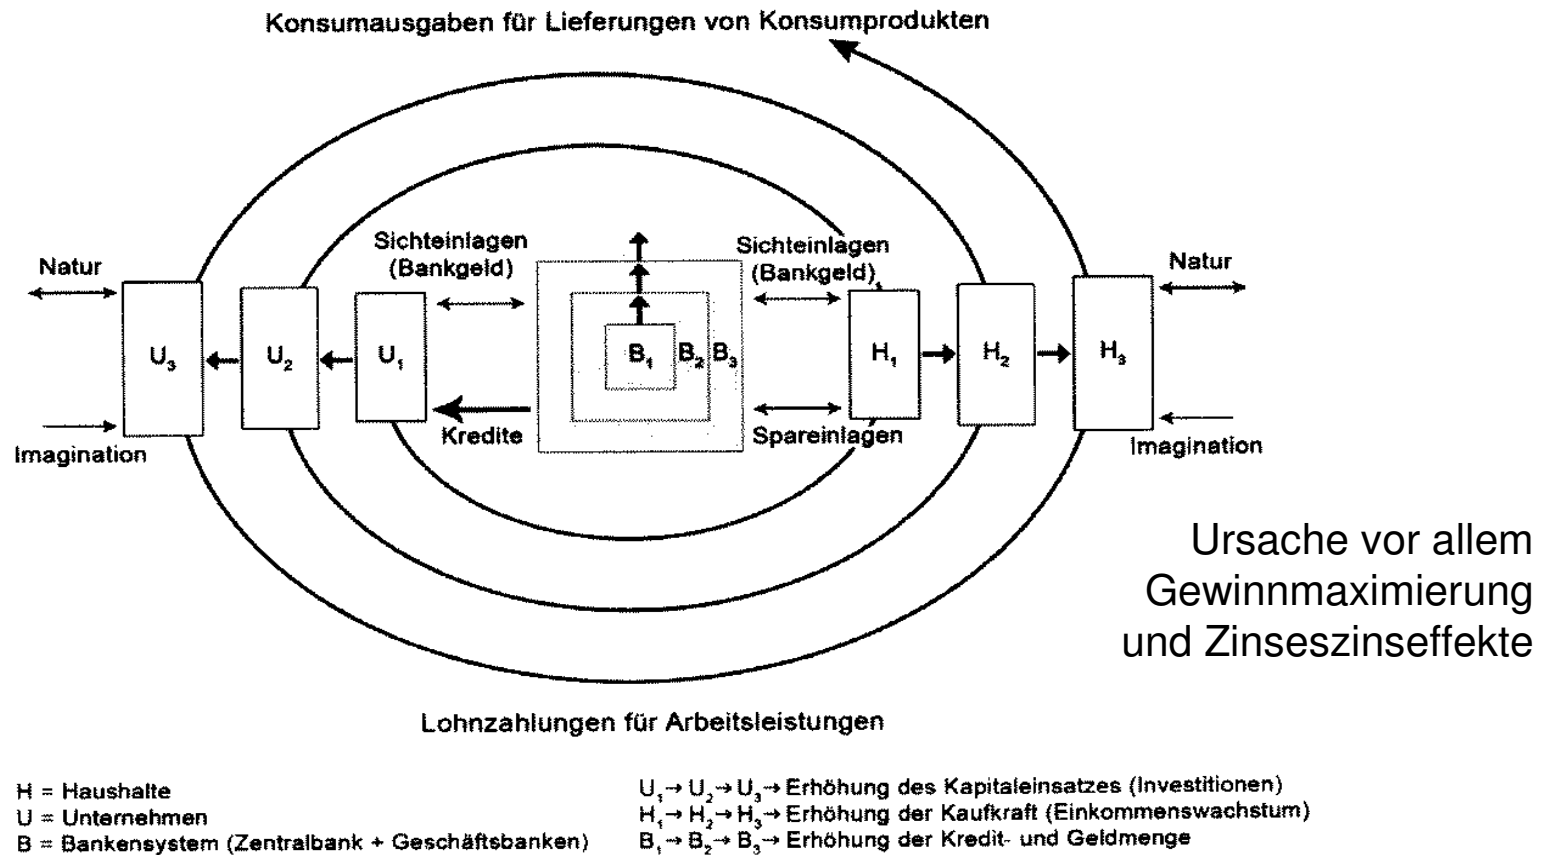 Konsumausgaben für Lieferungen von Konsumprodukten
Sichteinlagen
(Bankgeld)
Sichteinlagen
(Bankgeld)
Natur
Natur
U₃
U₂
U₁
B₁
B₂
B₃
H₁
H₂
H₃
Kredite
Spareinlagen
Imagination
Imagination
Ursache vor allem
Gewinnmaximierung
und Zinseszinseffekte
Lohnzahlungen für Arbeitsleistungen
H = Haushalte
U = Unternehmen
B = Bankensystem (Zentralbank + Geschäftsbanken)
U₁→ U₂→ U₃→ Erhöhung des Kapitaleinsatzes (Investitionen)
H₁→ H₂→ H₃→ Erhöhung der Kaufkraft (Einkommenswachstum)
B₁→ B₂→ B₃→ Erhöhung der Kredit- und Geldmenge